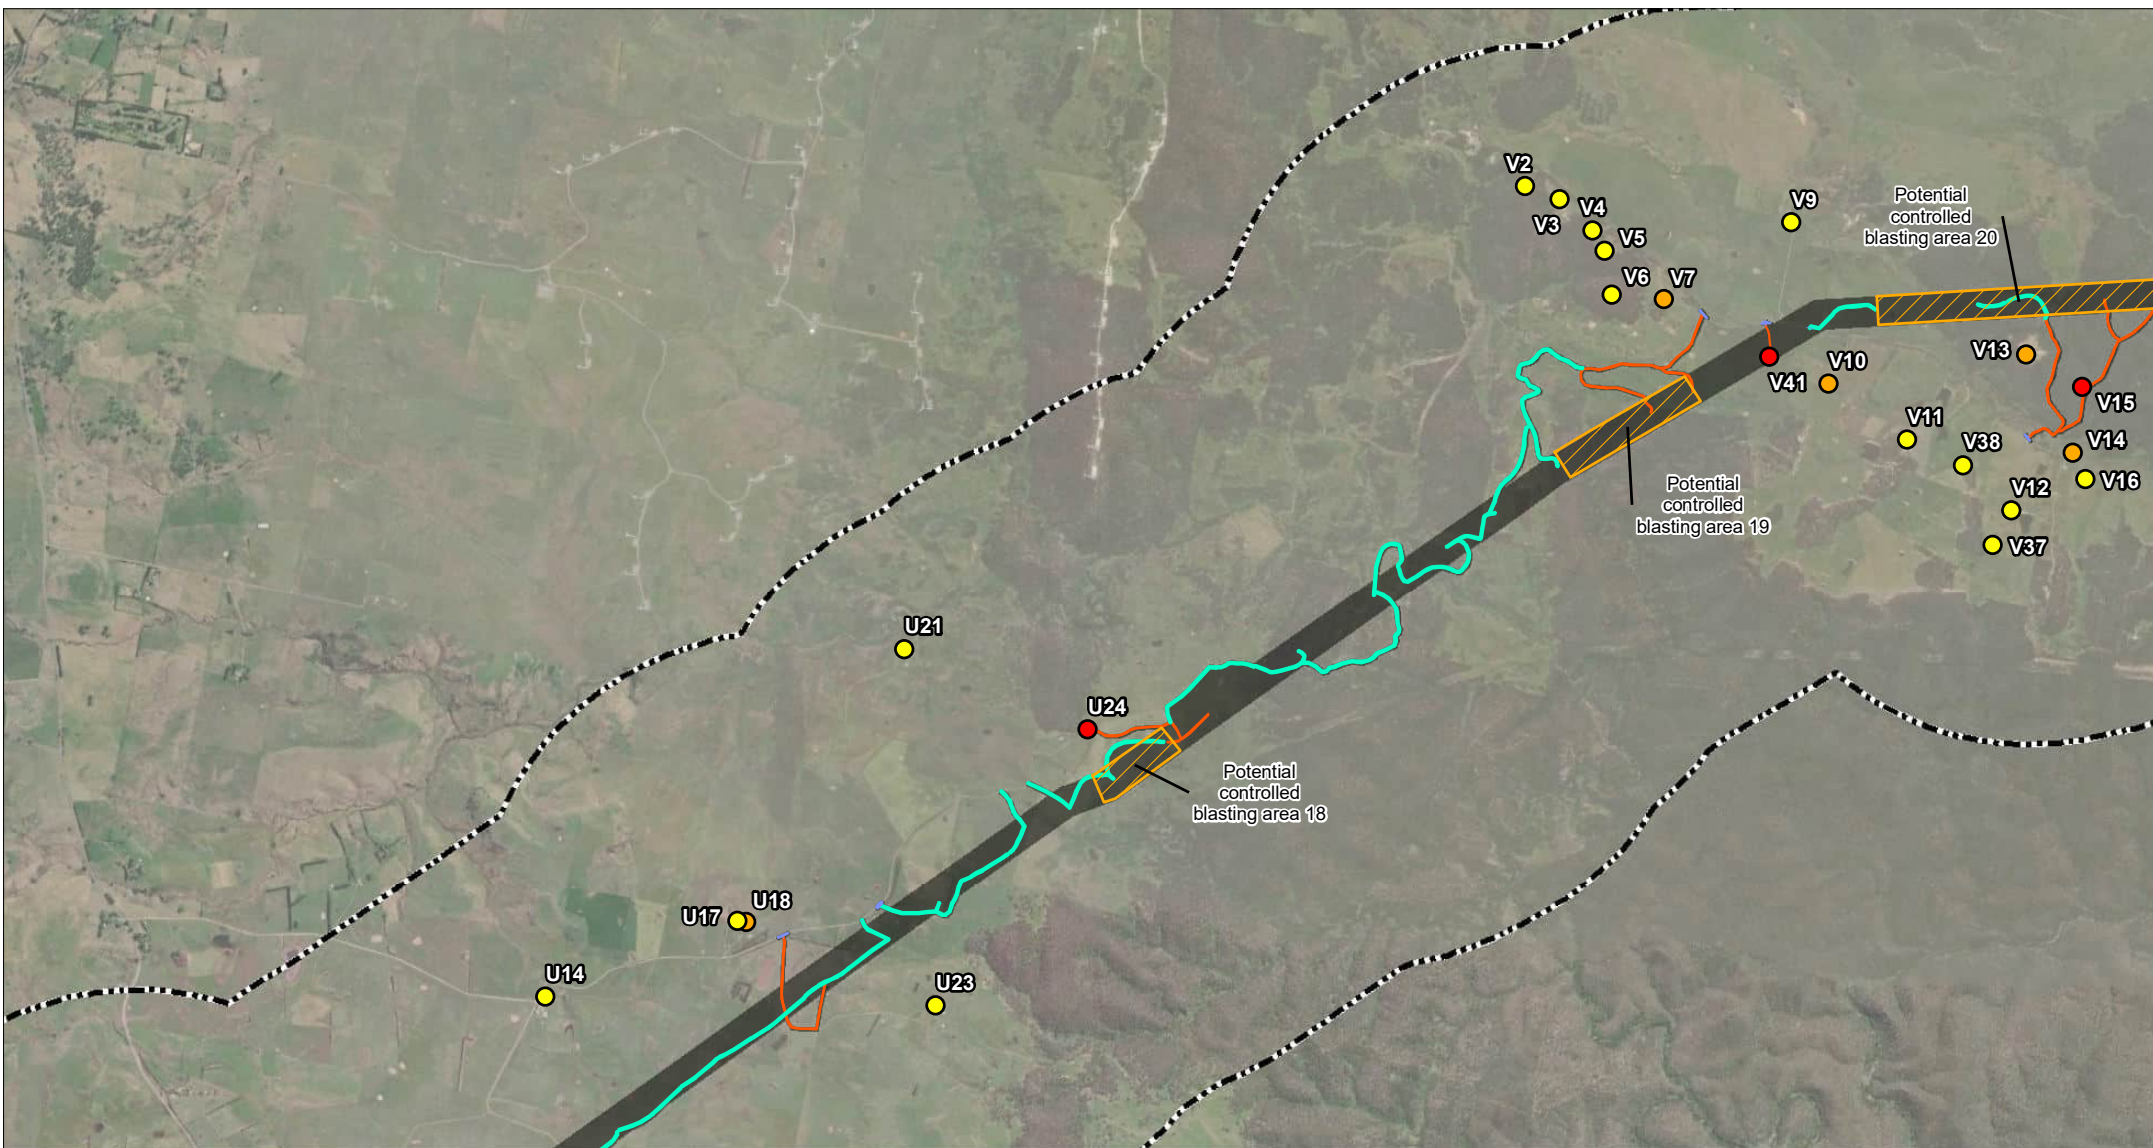 V2
V3
V4
V5
V6
V7
V9
Potential
controlled
blasting area 20
V13
V10
V41
V15
V11
V38
V14
V16
V12
V37
Potential
controlled
blasting area 19
U21
U24
Potential
controlled
blasting area 18
U17
U18
U14
U23